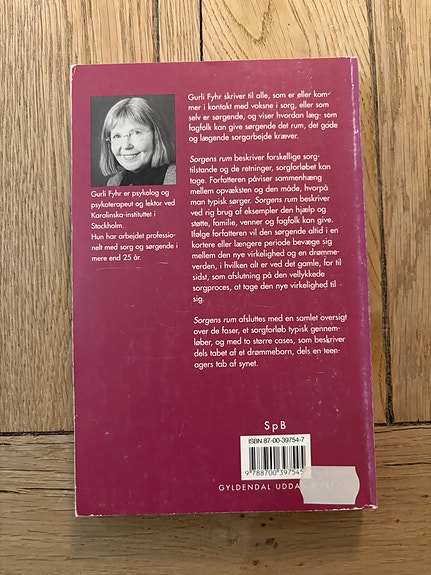 Gurli Fyhr skriver til alle, som er eller kom-
mer i kontakt med voksne i sorg, eller som
selv er sørgende, og viser hvordan læg- som
fagfolk kan give sørgende det rum, det gode
og lægende sorgarbejde kræver.
Sorgens rum beskriver forskellige sorg-
tilstande og de retninger, sorgforløbet kan
tage. Forfatteren påviser sammenhæng
mellem opvæksten og den måde, hvorpå
man typisk sørger. Sorgens rum beskriver
ved rig brug af eksempler den hjælp og
støtte, familie, venner og fagfolk kan give.
Ifølge forfatteren vil den sørgende altid i en
kortere eller længere periode bevæge sig
mellem den nye virkelighed og en drømme-
verden, i hvilken alt er ved det gamle, for til
sidst, som afslutning på den vellykkede
sorgproces, at tage den nye virkelighed til
sig.
Sorgens rum afsluttes med en samlet oversigt
over de faser, et sorgforløb typisk gennem-
løber, og med to større cases, som beskriver
dels tabet af et drømmebarn, dels en teen-
agers tab af synet.
Gurli Fyhr er psykolog og
psykoterapeut og lektor ved
Karolinska-instituttet i
Stockholm.
Hun har arbejdet professio-
nelt med sorg og sørgende i
mere end 25 år.
SpB
ISBN 87-00-39754-7
9 788700 397545
GYLDENDAL UDDA